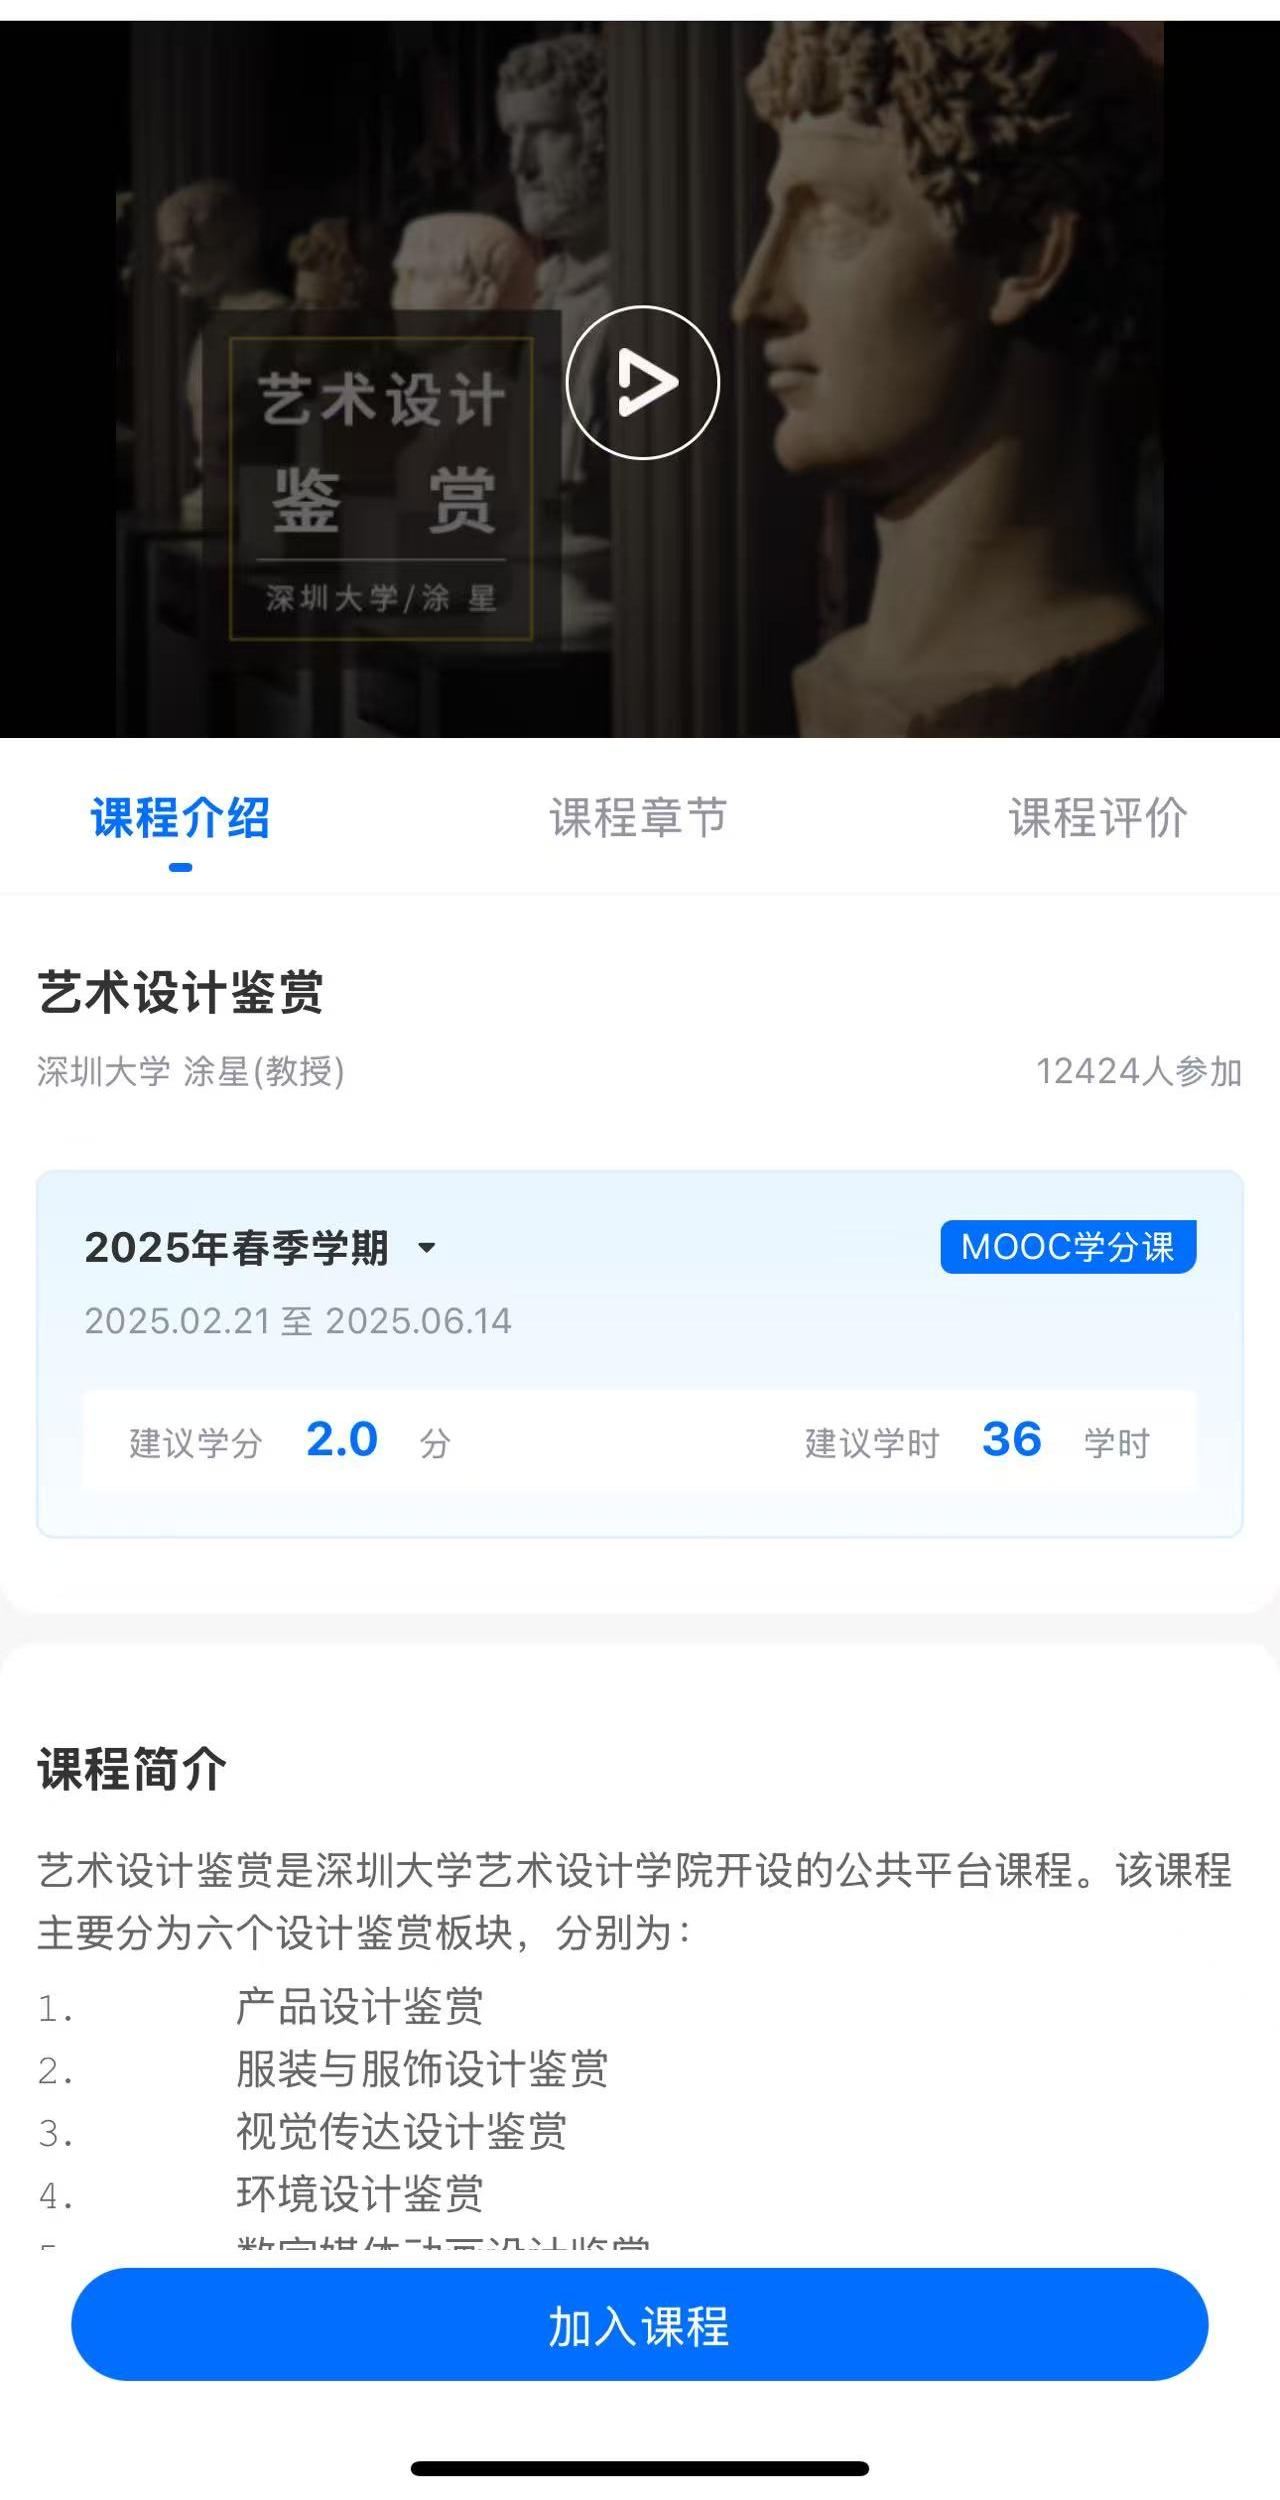 艺术设计
鉴 赏
深圳大学/涂 星
课程介绍 课程章节 课程评价
艺术设计鉴赏
深圳大学 涂星(教授) 12424人参加
2025年春季学期 MOOC学分课
2025.02.21 至 2025.06.14
建议学分 2.0 分 建议学时 36 学时
课程简介
艺术设计鉴赏是深圳大学艺术设计学院开设的公共平台课程。该课程
主要分为六个设计鉴赏板块，分别为：
1. 产品设计鉴赏
2. 服装与服饰设计鉴赏
3. 视觉传达设计鉴赏
4. 环境设计鉴赏
加入课程